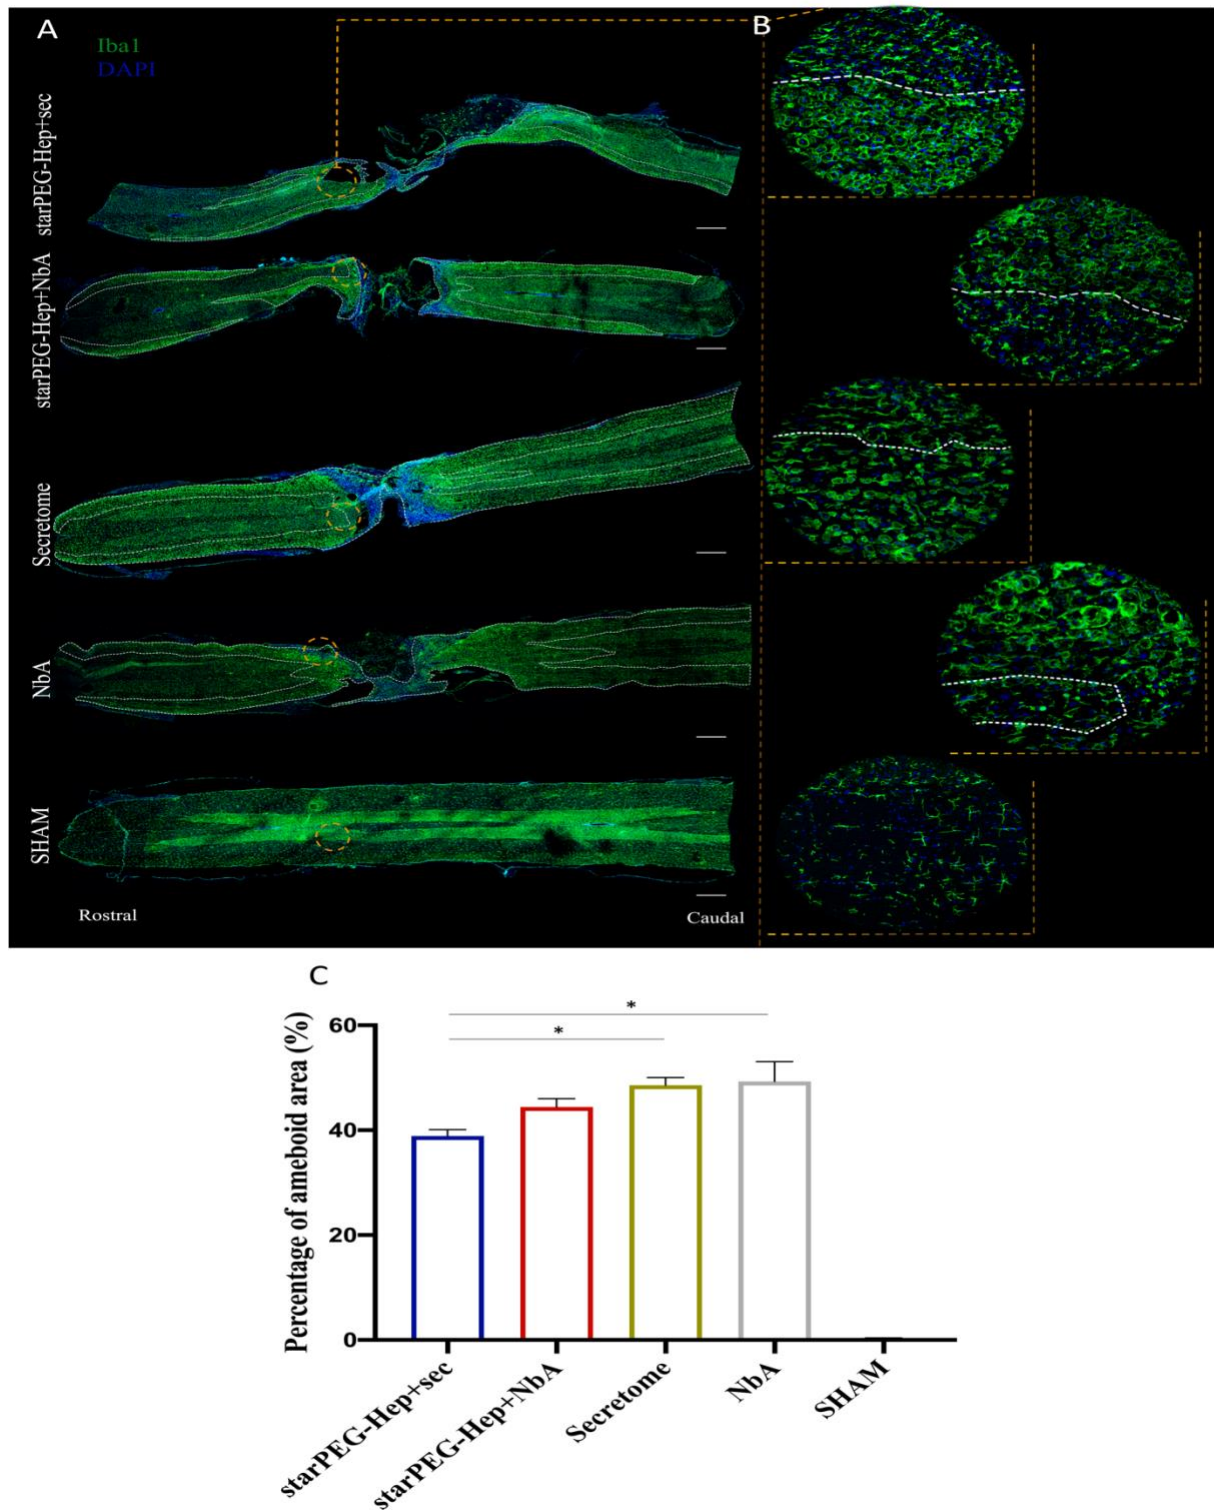 A
B
Iba1
DAPI
starPEG-Hep+sec
starPEG-Hep+NbA
Secretome
NbA
SHAM
Rostral
Caudal
C
Percentage of ameboid area (%)
60
40
20
0
*
*
starPEG-Hep+sec
starPEG-Hep+NbA
Secretome
NbA
SHAM